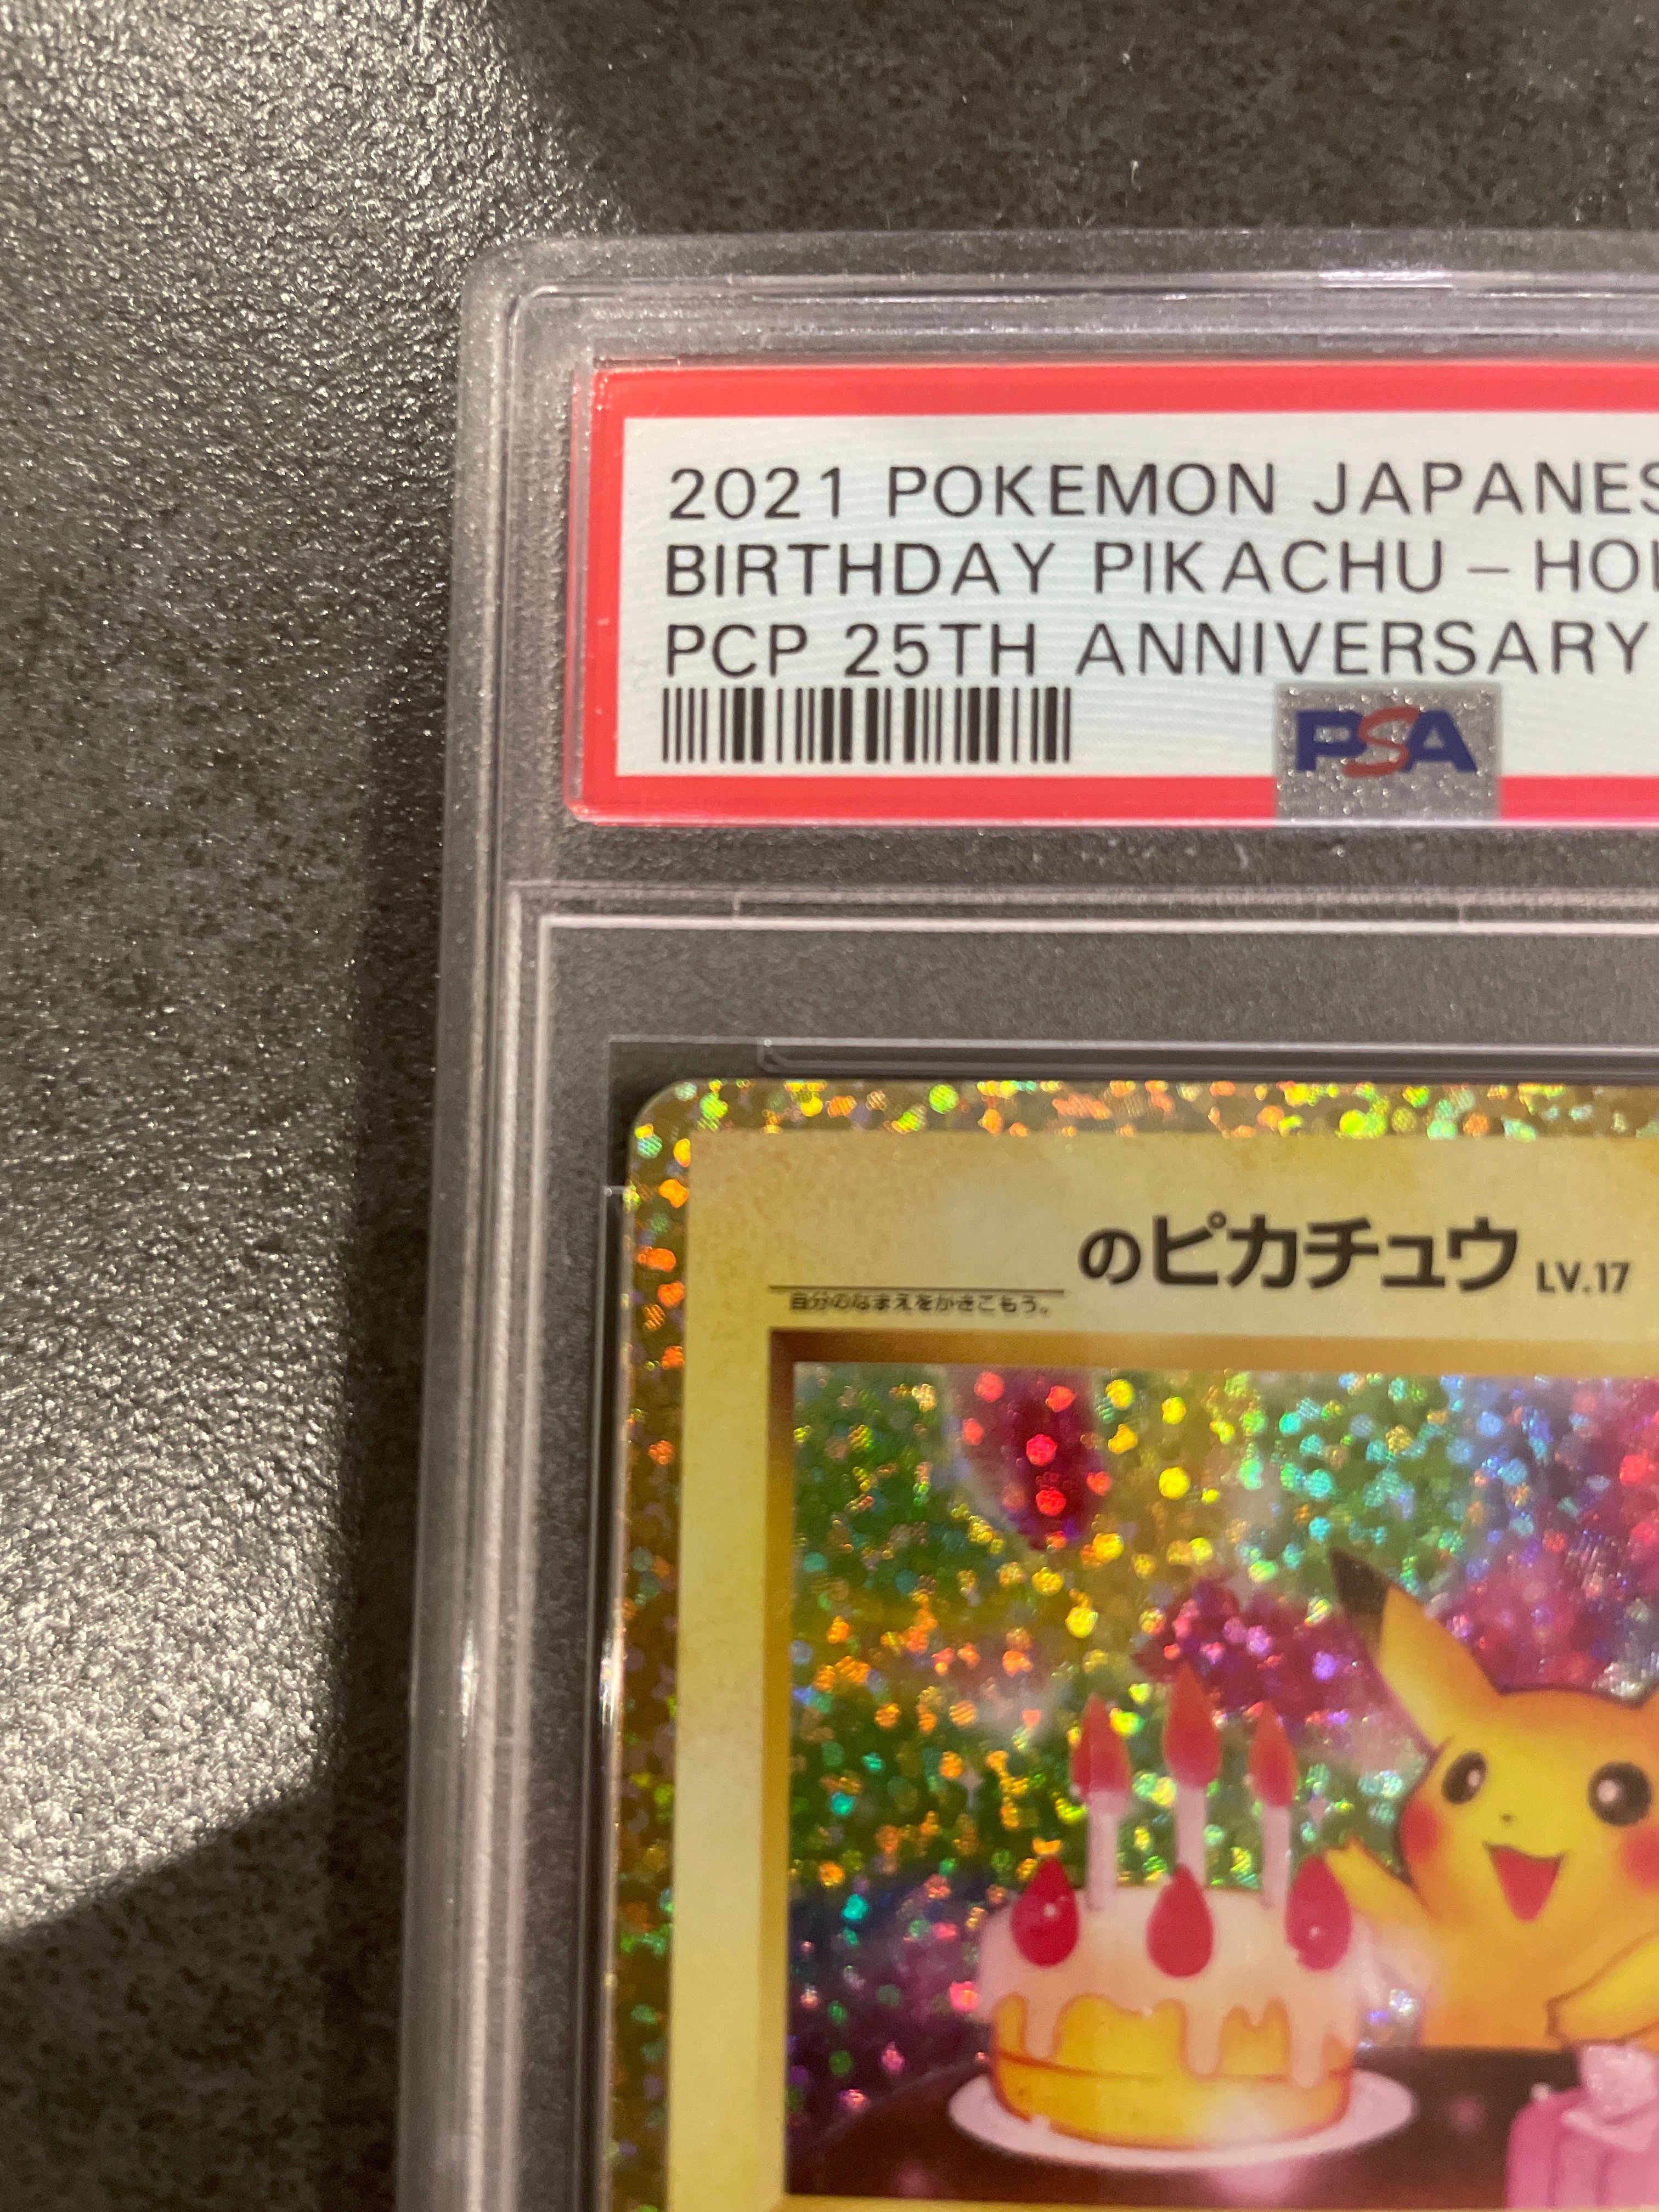 2021 POKEMON JAPANES
BIRTHDAY PIKACHU – HOL
PCP 25TH ANNIVERSARY
PSA
のピカチュウ LV.17
自分のなまえをかきこもう。